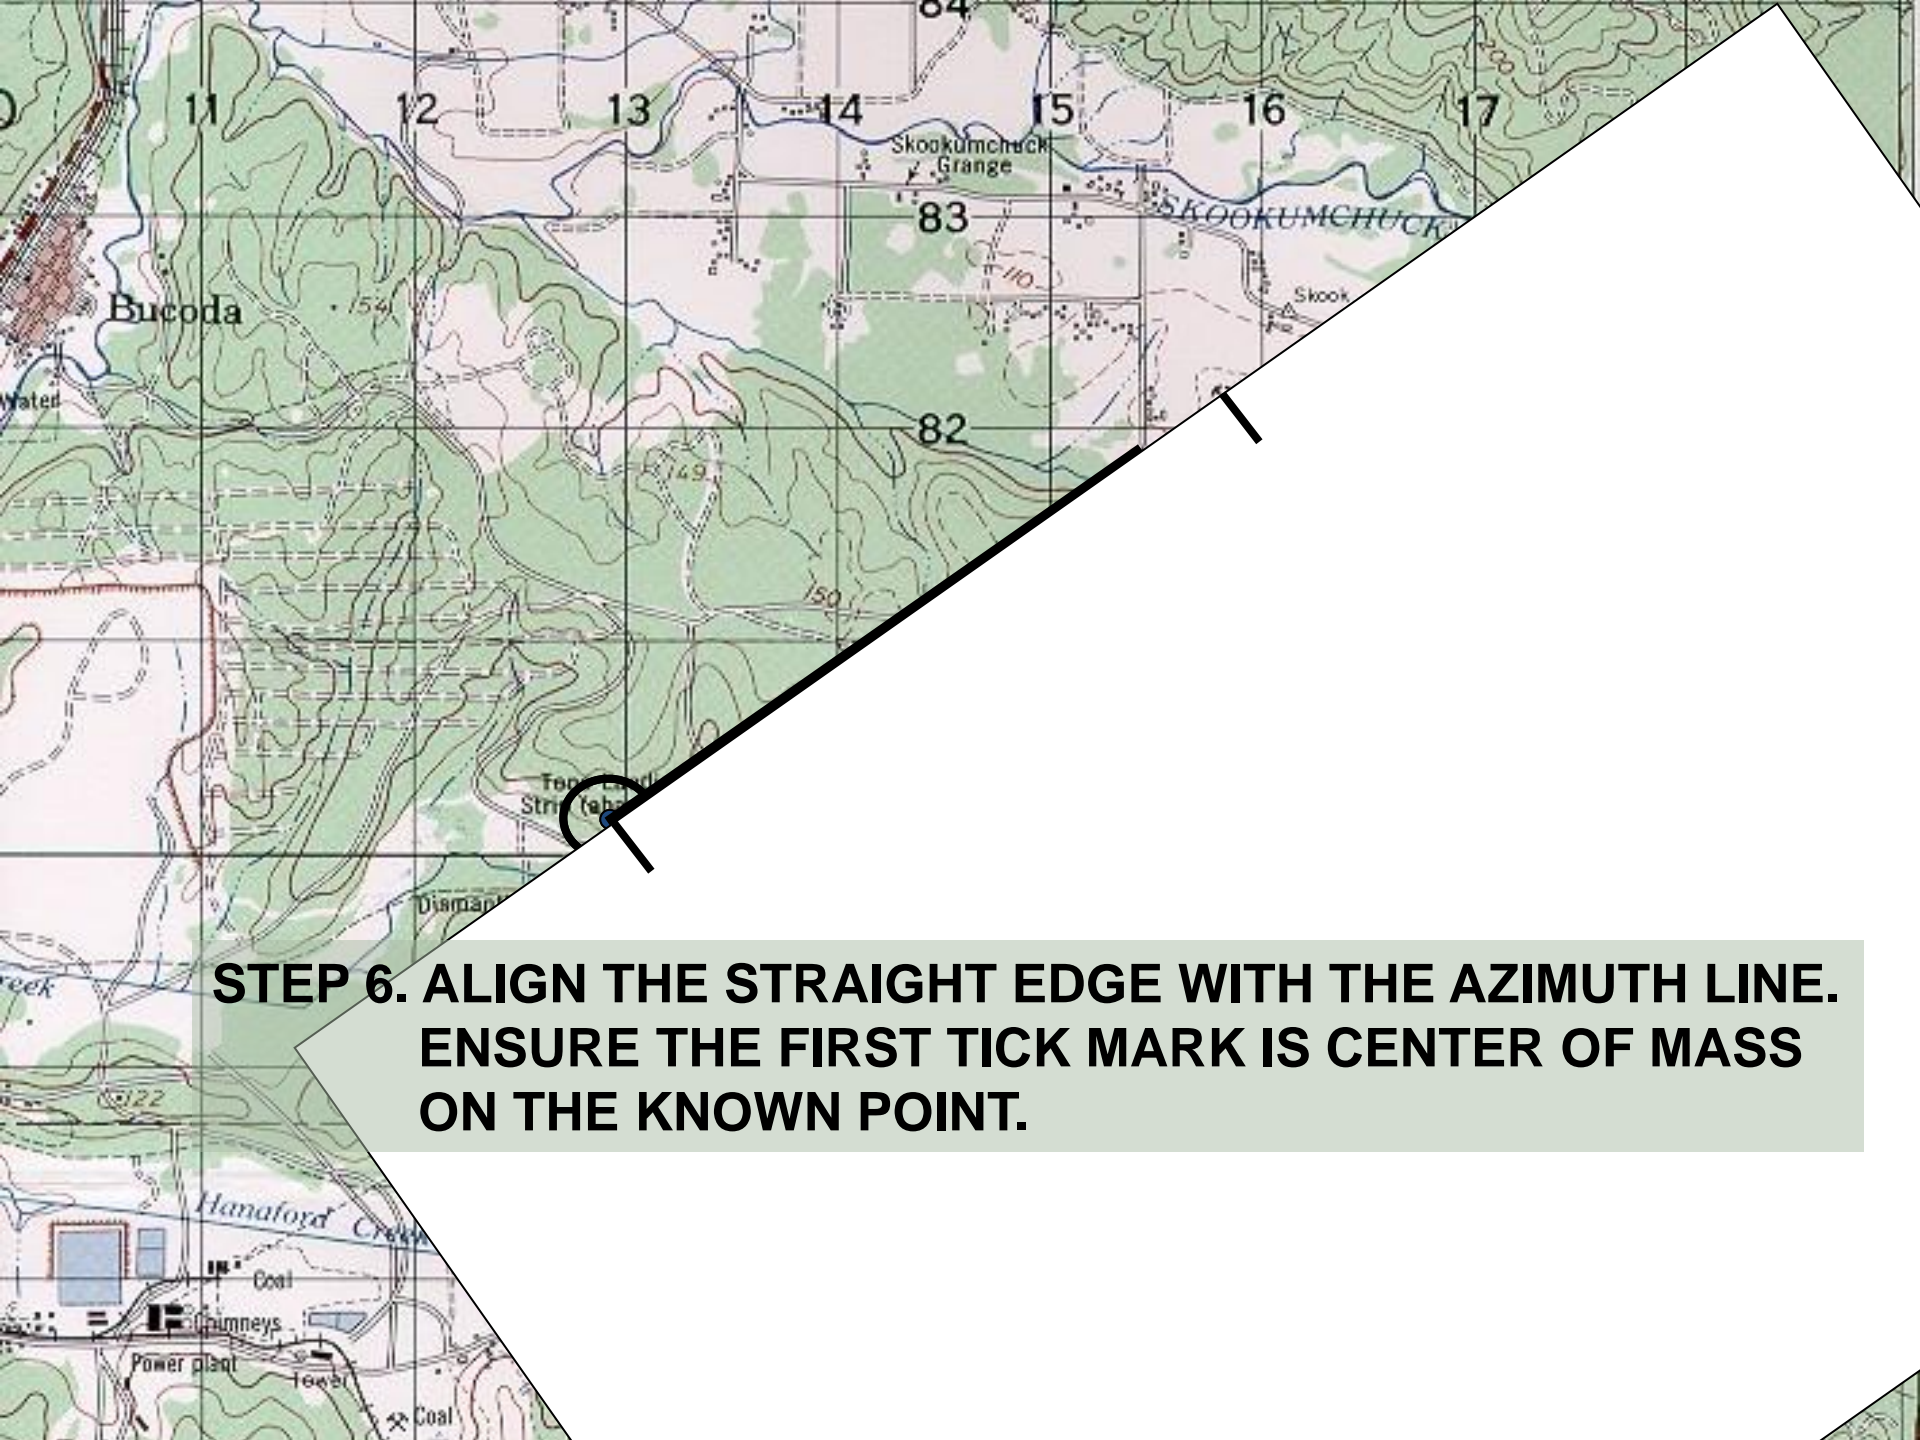 84
11 12 13 14 15 16 17
Skookumchuck
Grange
83
SKOOKUMCHUCK
110
Skook
Bucoda
154
82
149
150
Strip
STEP 6. ALIGN THE STRAIGHT EDGE WITH THE AZIMUTH LINE.
ENSURE THE FIRST TICK MARK IS CENTER OF MASS
ON THE KNOWN POINT.
122
Hanaford Creek
Coal
Chimneys
Power plant
Tower
Coal